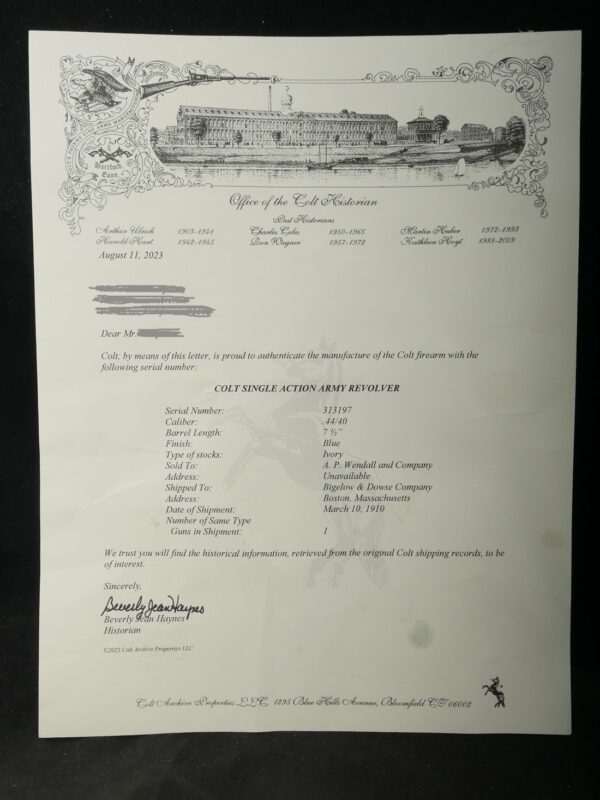 Hartford,
Conn.
Office of the Colt Historian
Past Historians
Arthur Ulrich 1903-1941 Charles Coles 1950-1965 Martin Huber 1972-1993
Harold Hart 1942-1945 Don Wagner 1957-1972 Kathleen Hoyt 1988-2009
August 11, 2023
Dear Mr.
Colt, by means of this letter, is proud to authenticate the manufacture of the Colt firearm with the
following serial number:
COLT SINGLE ACTION ARMY REVOLVER
Serial Number: 313197
Caliber: .44/40
Barrel Length: 7 ½"
Finish: Blue
Type of stocks: Ivory
Sold To: A. P. Wendall and Company
Address: Unavailable
Shipped To: Bigelow & Dowse Company
Address: Boston, Massachusetts
Date of Shipment: March 10, 1910
Number of Same Type
Guns in Shipment: 1
We trust you will find the historical information, retrieved from the original Colt shipping records, to be
of interest.
Sincerely,
Beverly Jean Haynes
Beverly Jean Haynes
Historian
©2023 Colt Archive Properties LLC
Colt Archive Properties LLC 1295 Blue Hills Avenue, Bloomfield CT 06002